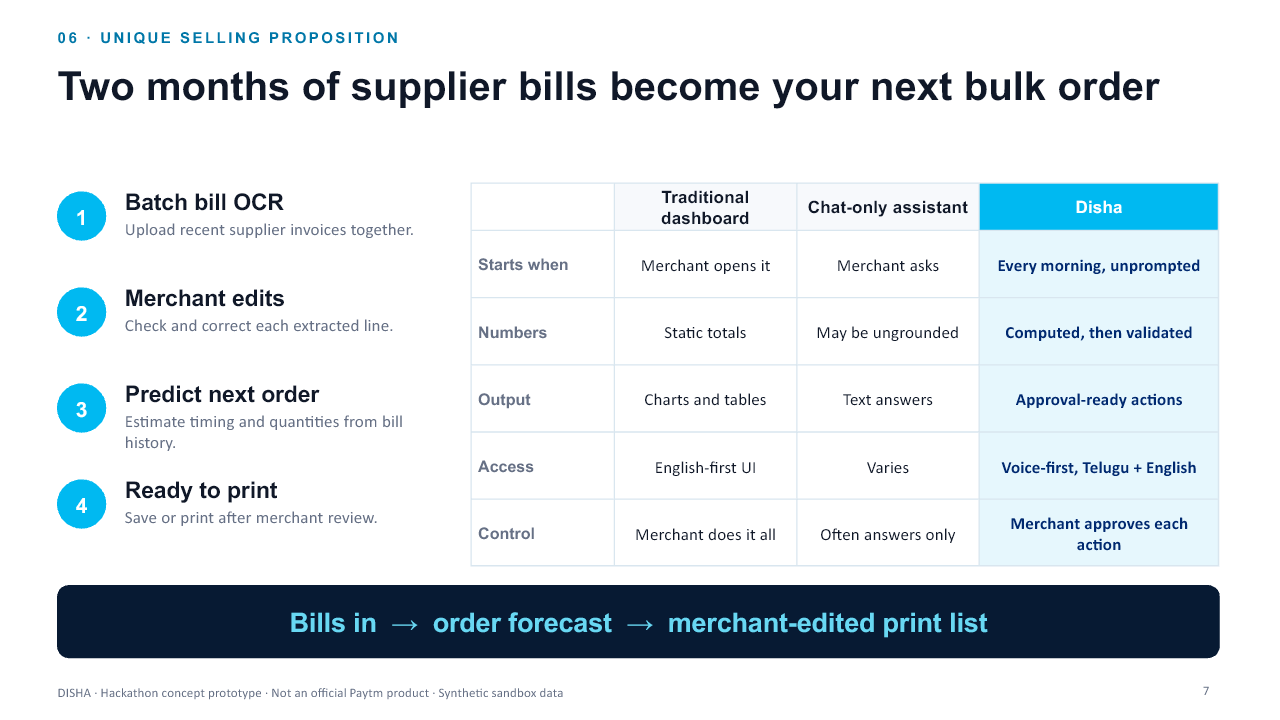 06 · UNIQUE SELLING PROPOSITION
Two months of supplier bills become your next bulk order
1
Batch bill OCR
Upload recent supplier invoices together.
2
Merchant edits
Check and correct each extracted line.
3
Predict next order
Estimate timing and quantities from bill
history.
4
Ready to print
Save or print after merchant review.
Traditional
dashboard
Chat-only assistant
Disha
Starts when
Merchant opens it
Merchant asks
Every morning, unprompted
Numbers
Static totals
May be ungrounded
Computed, then validated
Output
Charts and tables
Text answers
Approval-ready actions
Access
English-first UI
Varies
Voice-first, Telugu + English
Control
Merchant does it all
Often answers only
Merchant approves each
action
Bills in → order forecast → merchant-edited print list
DISHA · Hackathon concept prototype · Not an official Paytm product · Synthetic sandbox data
7